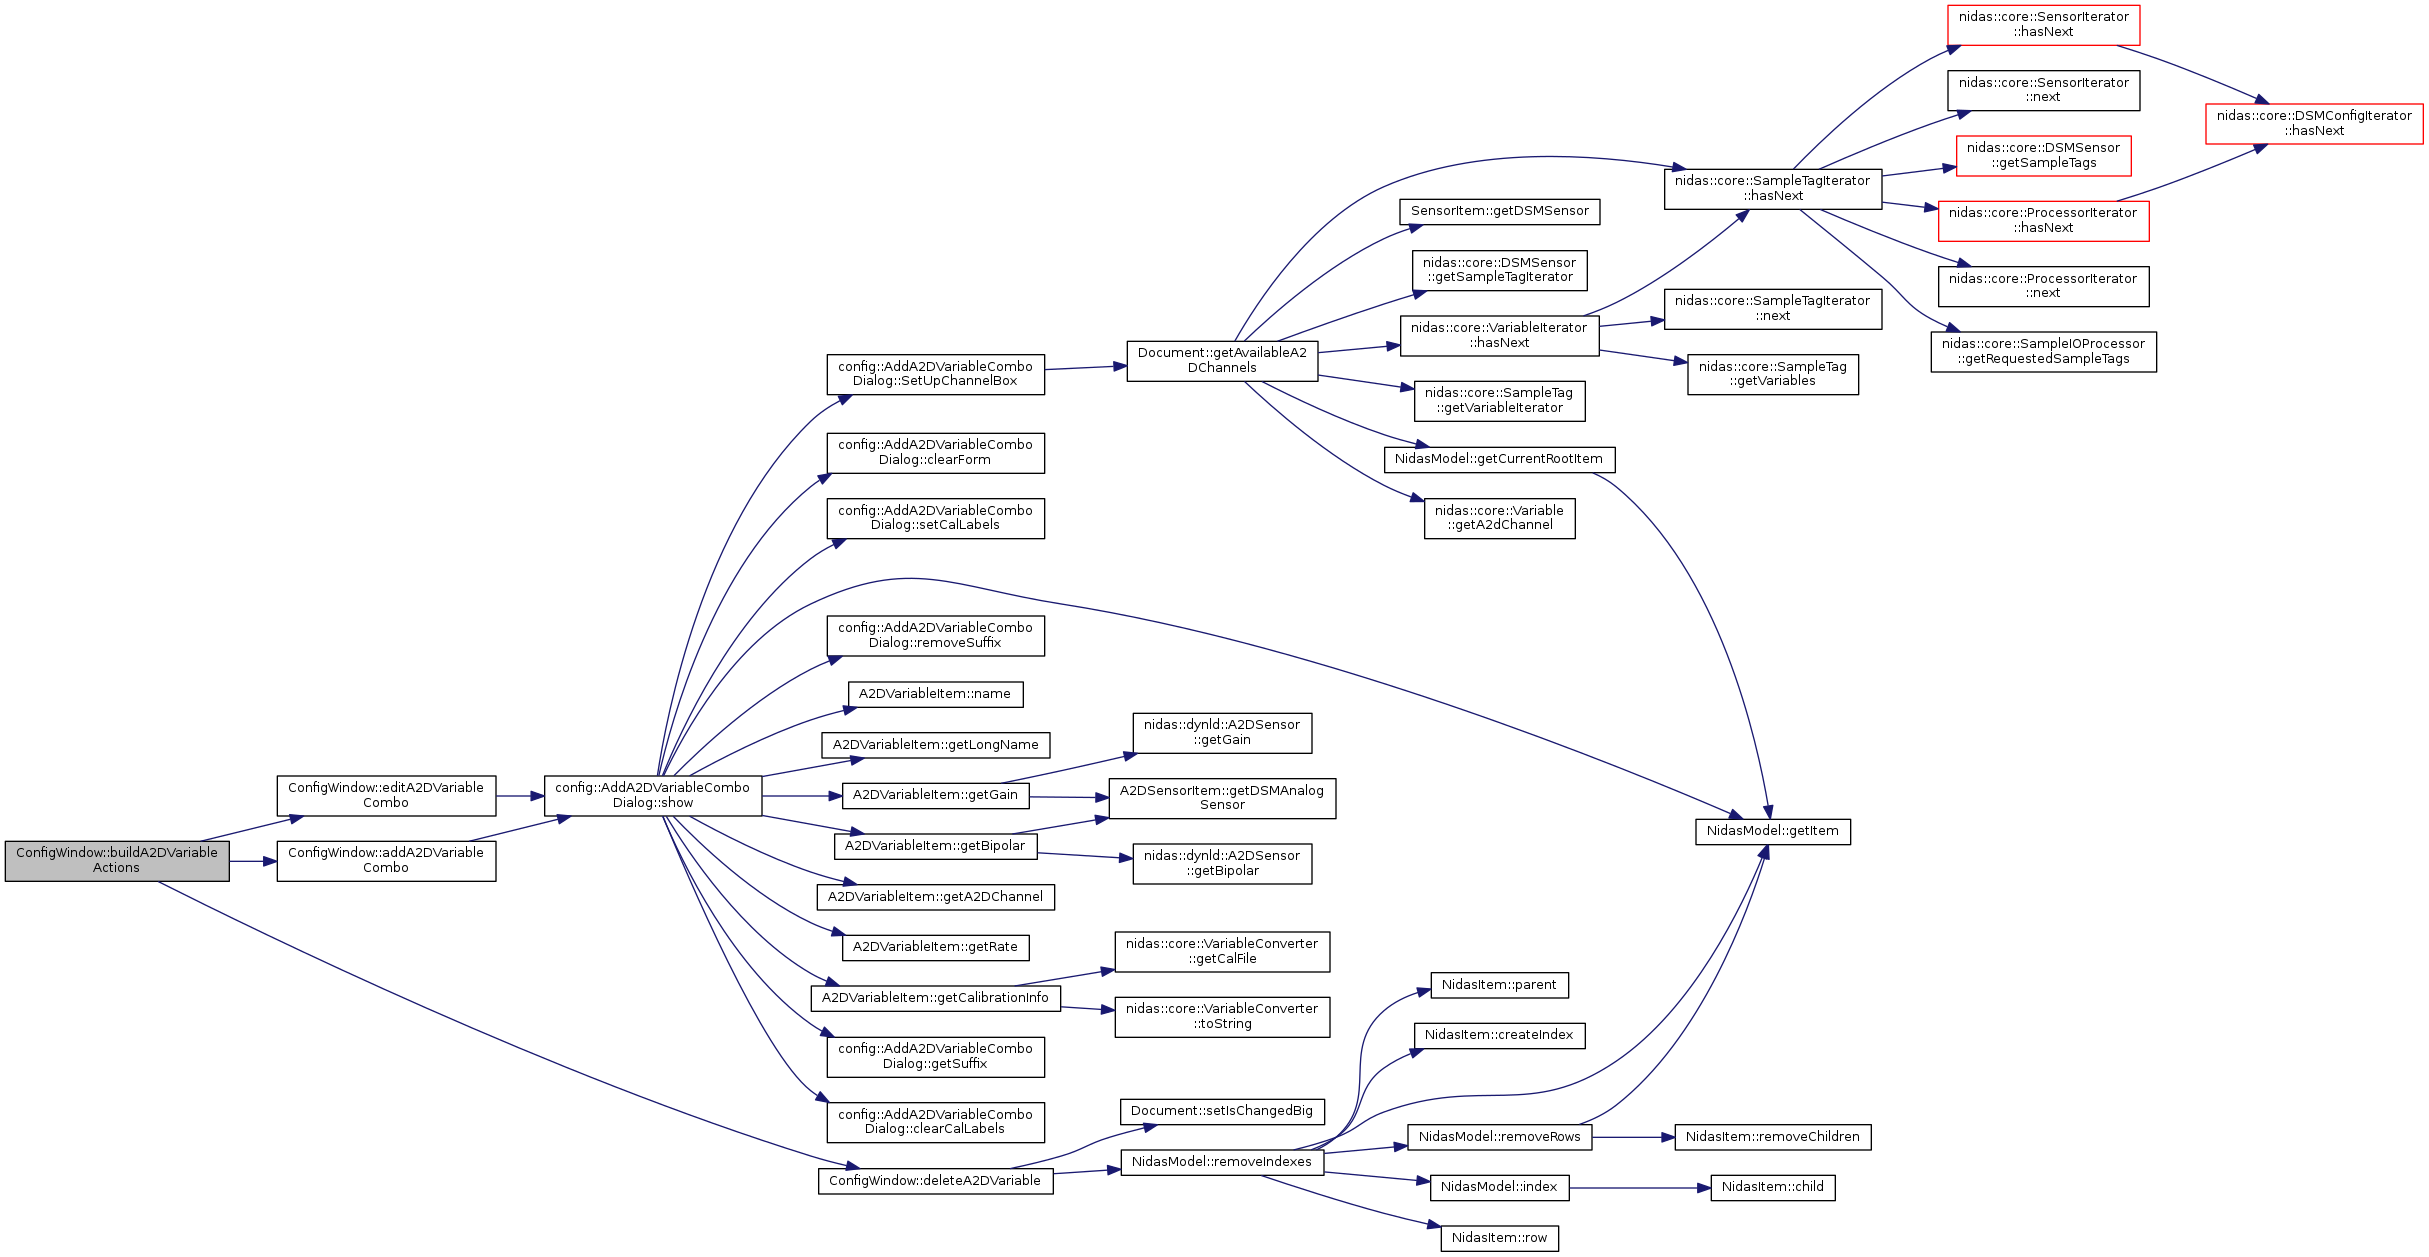 ConfigWindow::buildA2DVariable
Actions
ConfigWindow::editA2DVariable
Combo
ConfigWindow::addA2DVariable
Combo
config::AddA2DVariableCombo
Dialog::show
config::AddA2DVariableCombo
Dialog::SetUpChannelBox
config::AddA2DVariableCombo
Dialog::clearForm
config::AddA2DVariableCombo
Dialog::setCalLabels
config::AddA2DVariableCombo
Dialog::removeSuffix
A2DVariableItem::name
A2DVariableItem::getLongName
A2DVariableItem::getGain
A2DVariableItem::getBipolar
A2DVariableItem::getA2DChannel
A2DVariableItem::getRate
A2DVariableItem::getCalibrationInfo
config::AddA2DVariableCombo
Dialog::getSuffix
config::AddA2DVariableCombo
Dialog::clearCalLabels
ConfigWindow::deleteA2DVariable
Document::getAvailableA2
DChannels
nidas::dynld::A2DSensor
::getGain
A2DSensorItem::getDSMAnalog
Sensor
nidas::dynld::A2DSensor
::getBipolar
nidas::core::VariableConverter
::getCalFile
nidas::core::VariableConverter
::toString
Document::setIsChangedBig
NidasModel::removeIndexes
SensorItem::getDSMSensor
nidas::core::DSMSensor
::getSampleTagIterator
nidas::core::VariableIterator
::hasNext
nidas::core::SampleTag
::getVariableIterator
NidasModel::getCurrentRootItem
nidas::core::Variable
::getA2dChannel
NidasItem::parent
NidasItem::createIndex
NidasModel::removeRows
NidasModel::index
NidasItem::row
nidas::core::SampleTagIterator
::hasNext
nidas::core::SampleTagIterator
::next
nidas::core::SampleTag
::getVariables
NidasModel::getItem
NidasItem::removeChildren
NidasItem::child
nidas::core::SensorIterator
::hasNext
nidas::core::SensorIterator
::next
nidas::core::DSMSensor
::getSampleTags
nidas::core::ProcessorIterator
::hasNext
nidas::core::ProcessorIterator
::next
nidas::core::SampleIOProcessor
::getRequestedSampleTags
nidas::core::DSMConfigIterator
::hasNext